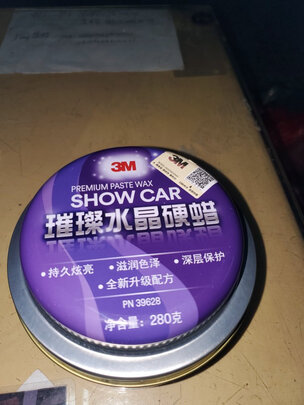 3M
PREMIUM PASTE WAX
SHOW CAR
璀璨水晶硬蜡
• 持久炫亮 • 滋润色泽 • 深层保护
• 全新升级配方
PN 39628
净含量: 280克
3M